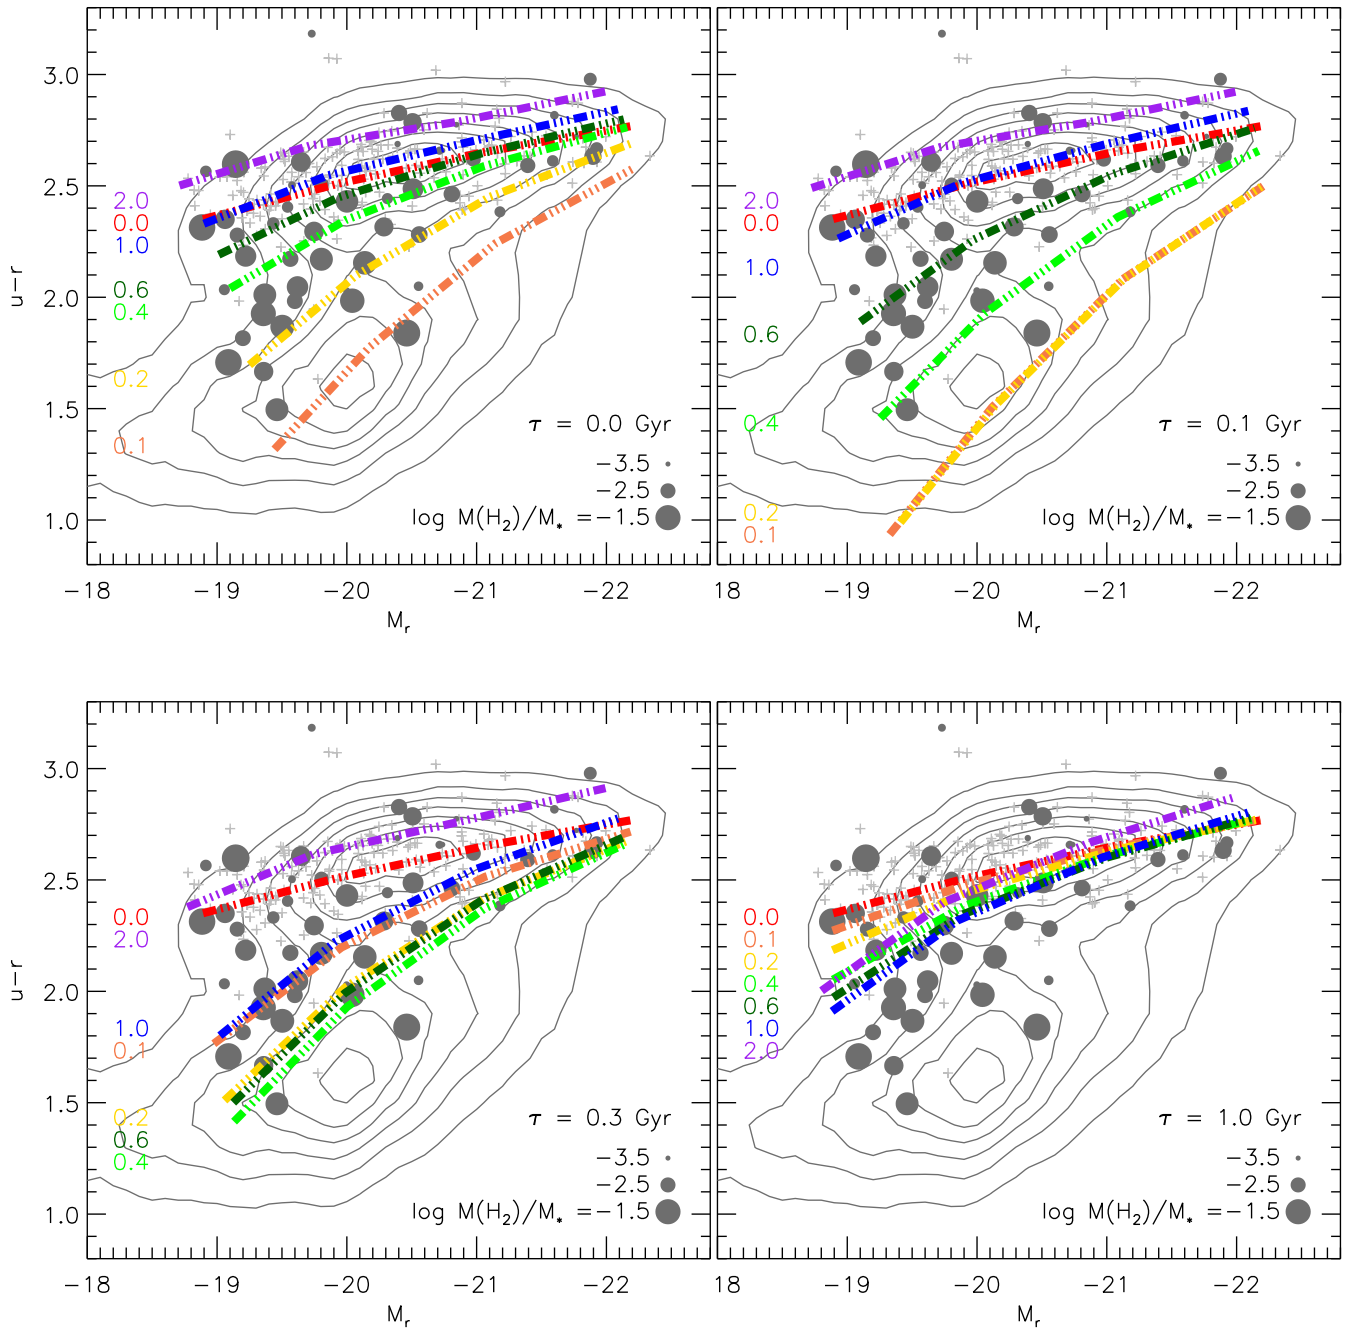 3.0
2.5
2.0
1.5
1.0
u−r
2.0
0.0
1.0
0.6
0.4
0.2
0.1
τ = 0.0 Gyr
−3.5
−2.5
log M(H₂)/M* =−1.5
−18 −19 −20 −21 −22
Mr
2.0
0.0
1.0
0.6
0.4
0.2
0.1
τ = 0.1 Gyr
−3.5
−2.5
log M(H₂)/M* =−1.5
18 −19 −20 −21 −22
Mr
3.0
2.5
2.0
1.5
1.0
u−r
0.0
2.0
1.0
0.1
0.2
0.6
0.4
τ = 0.3 Gyr
−3.5
−2.5
log M(H₂)/M* =−1.5
−18 −19 −20 −21 −22
Mr
0.0
0.1
0.2
0.4
0.6
1.0
2.0
τ = 1.0 Gyr
−3.5
−2.5
log M(H₂)/M* =−1.5
18 −19 −20 −21 −22
Mr